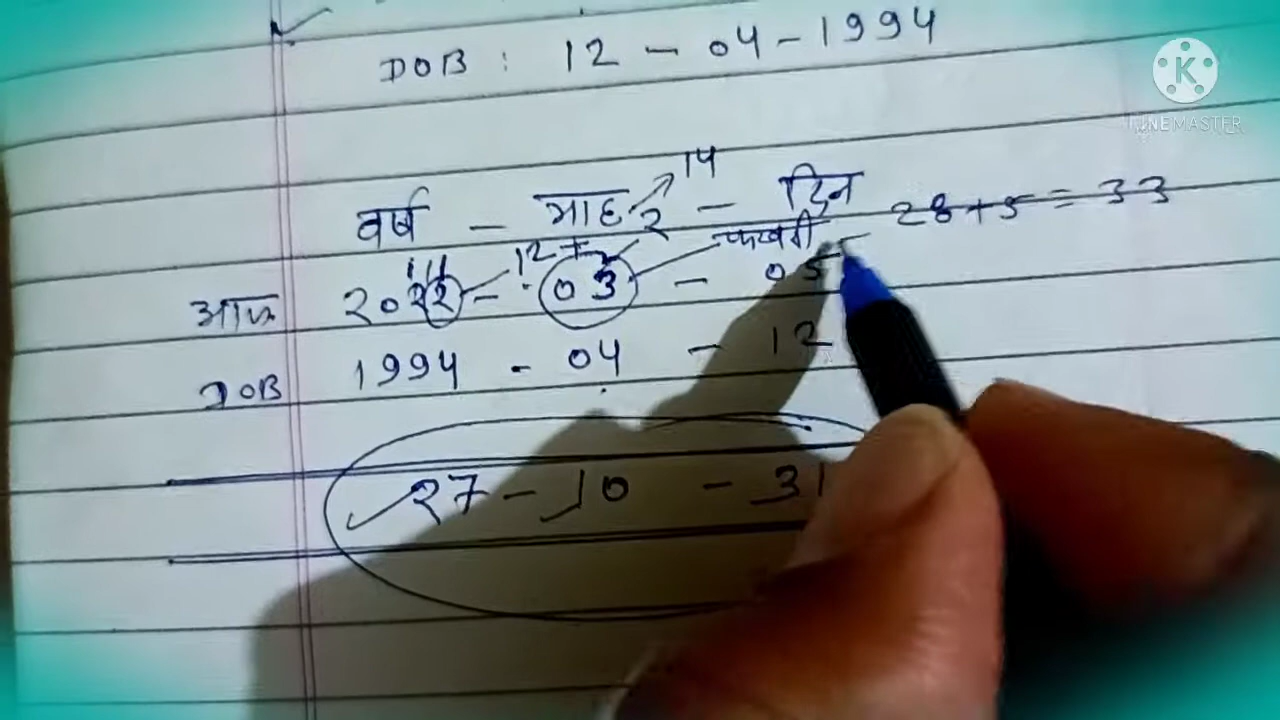 DOB : 12 - 04 - 1994
14
वर्ष - माह - दिन
28+5 = 33
12+ 2 फरवरी
111
आज 2022 - 03 - 05
DOB 1994 - 04 - 12
27 - 10 - 31
K
KINEMASTER